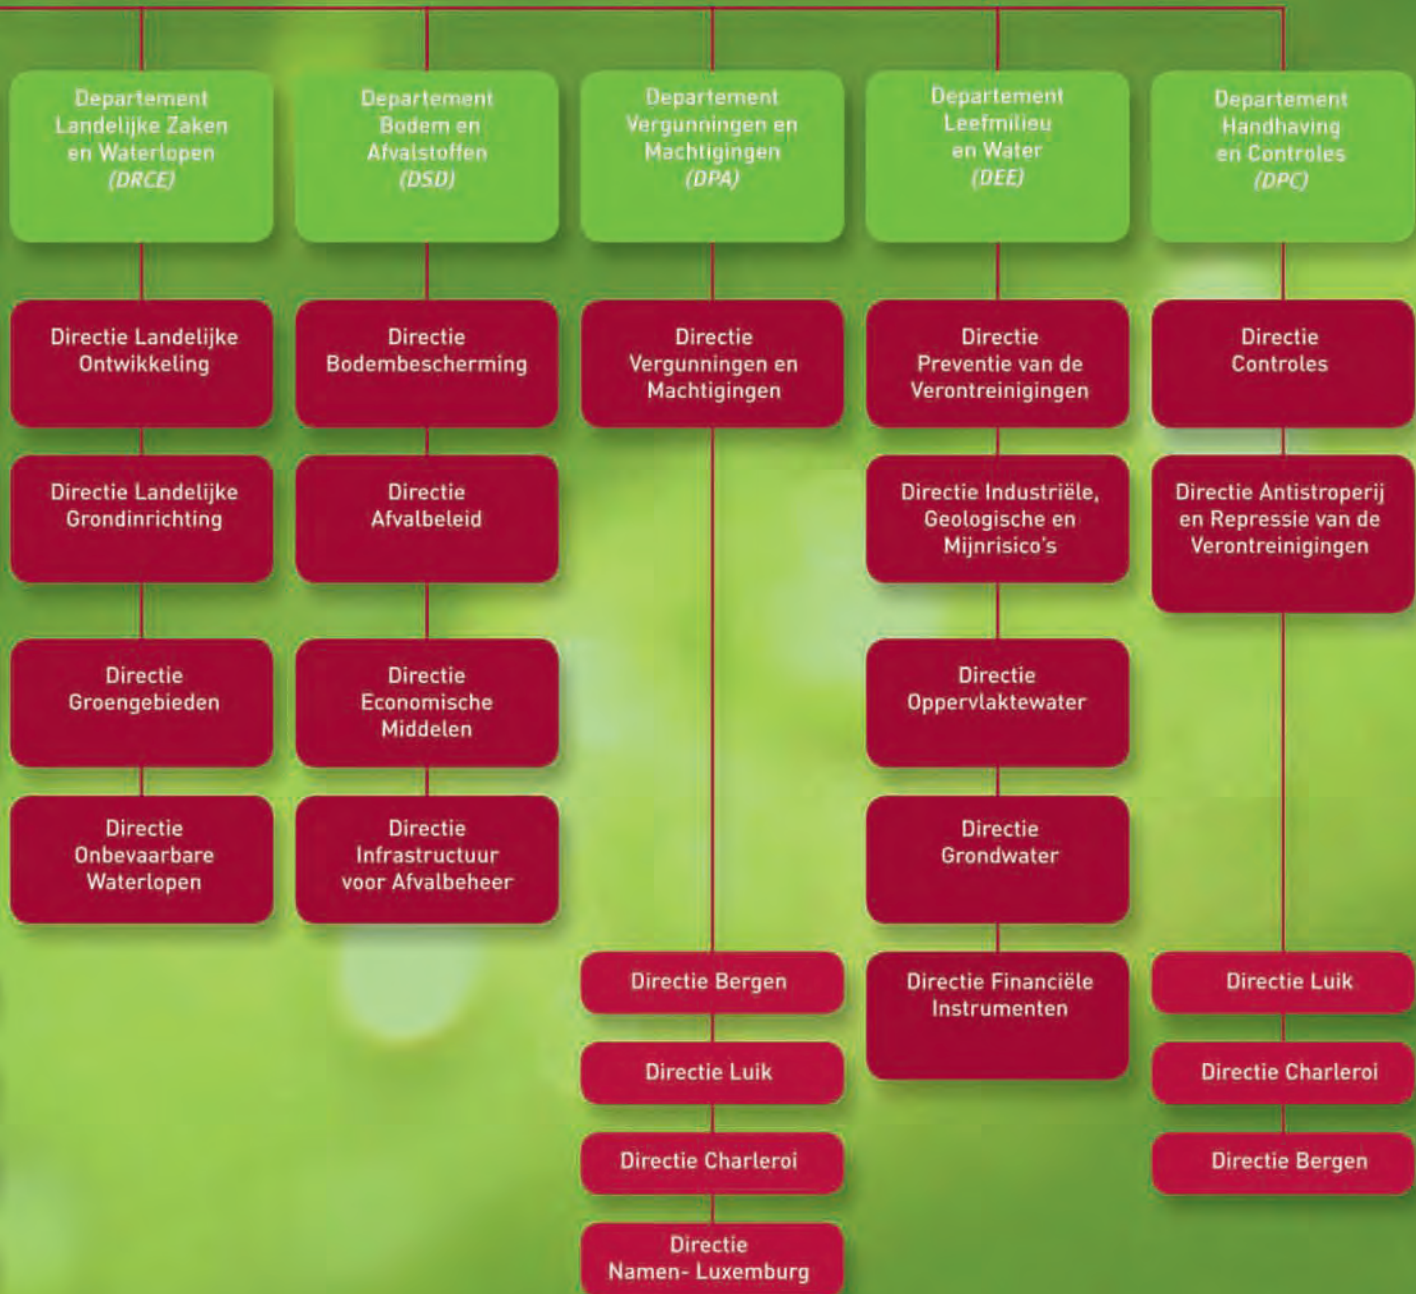 Departement
Landelijke Zaken
en Waterlopen
(DRCE)
Departement
Bodem en
Afvalstoffen
(DSD)
Departement
Vergunningen en
Machtigingen
(DPA)
Departement
Leefmilieu
en Water
(DEE)
Departement
Handhaving
en Controles
(DPC)
Directie Landelijke
Ontwikkeling
Directie
Bodembescherming
Directie
Vergunningen en
Machtigingen
Directie
Preventie van de
Verontreinigingen
Directie
Controles
Directie Landelijke
Grondinrichting
Directie
Afvalbeleid
Directie Industriële,
Geologische en
Mijnrisico's
Directie Antistroperij
en Repressie van de
Verontreinigingen
Directie
Groengebieden
Directie
Economische
Middelen
Directie
Oppervlaktewater
Directie
Onbevaarbare
Waterlopen
Directie
Infrastructuur
voor Afvalbeheer
Directie
Grondwater
Directie Bergen
Directie Financiële
Instrumenten
Directie Luik
Directie Luik
Directie Charleroi
Directie Charleroi
Directie Bergen
Directie
Namen- Luxemburg